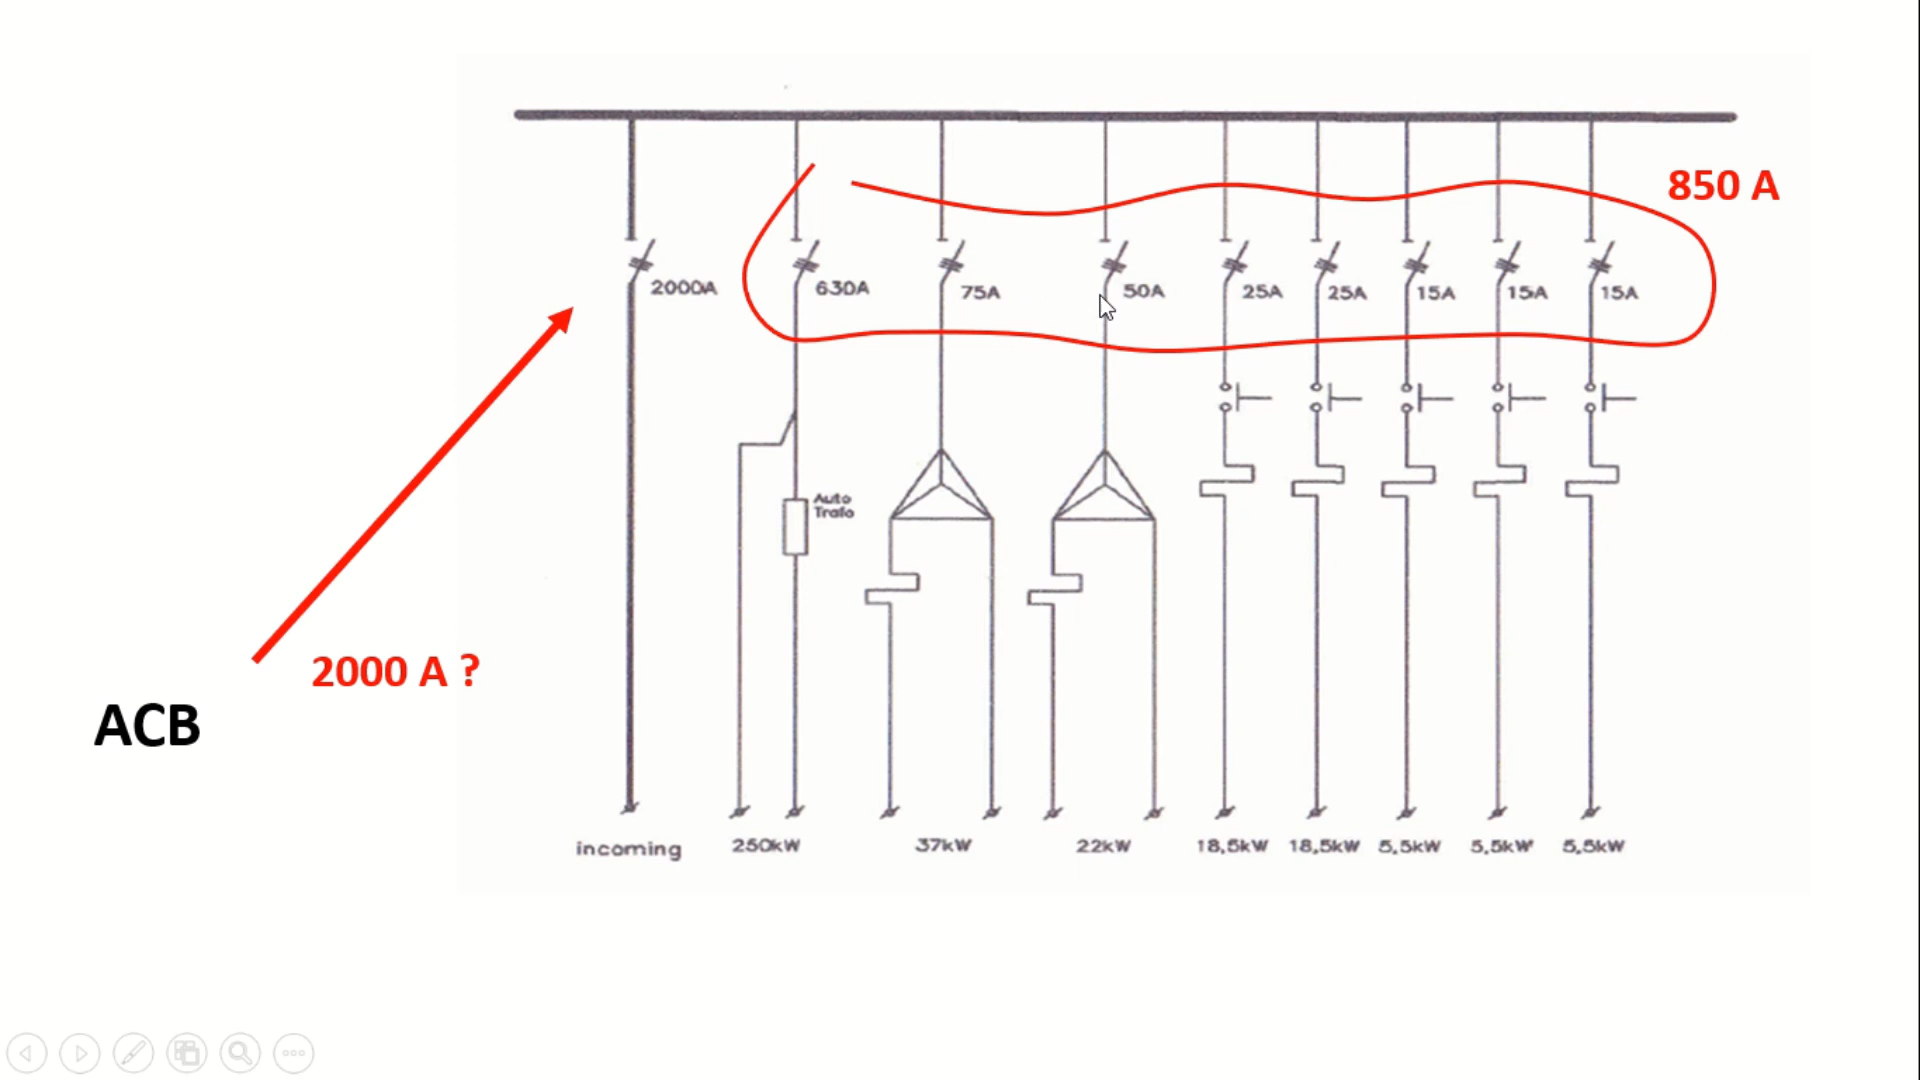 850 A
2000A
630A
75A
50A
25A
25A
15A
15A
15A
Auto
Trafo
2000 A ?
ACB
incoming
250kW
37kW
22kW
18,5kW
18,5kW
5,5kW
5,5kW
5,5kW